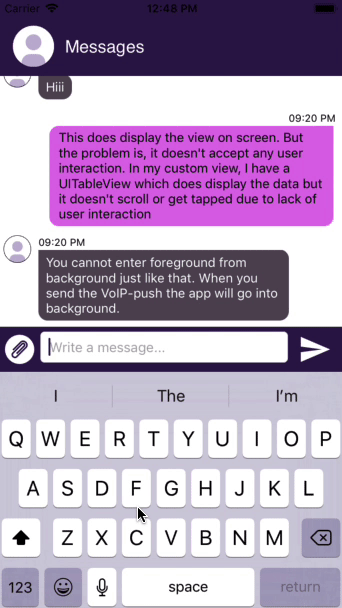 Carrier 12:48 PM
Messages
Hiii
09:20 PM
This does display the view on screen. But
the problem is, it doesn't accept any user
interaction. In my custom view, I have a
UITableView which does display the data but
it doesn't scroll or get tapped due to lack of
user interaction
09:20 PM
You cannot enter foreground from
background just like that. When you
send the VoIP-push the app will go into
background.
Write a message...
I The I'm
Q W E R T Y U I O P
A S D F G H J K L
Z X C V B N M
123 space return